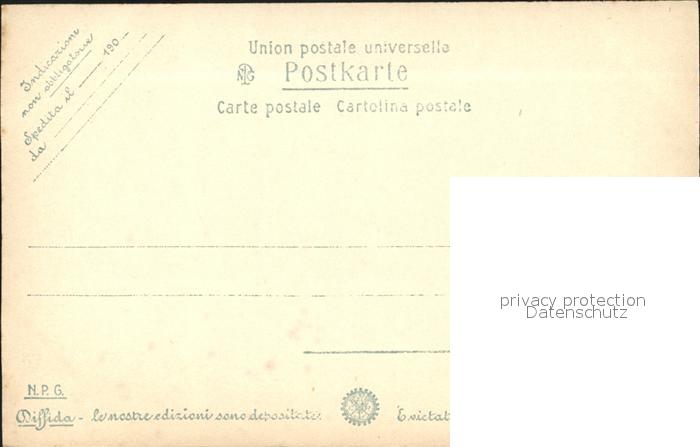 Indicazione
non obbligatoria
Spedita il 190
da
Union postale universelle
Postkarte
Carte postale Cartolina postale
privacy protection
Datenschutz
N.P.G.
Diffida - le nostre edizioni sono depositate. È vietat